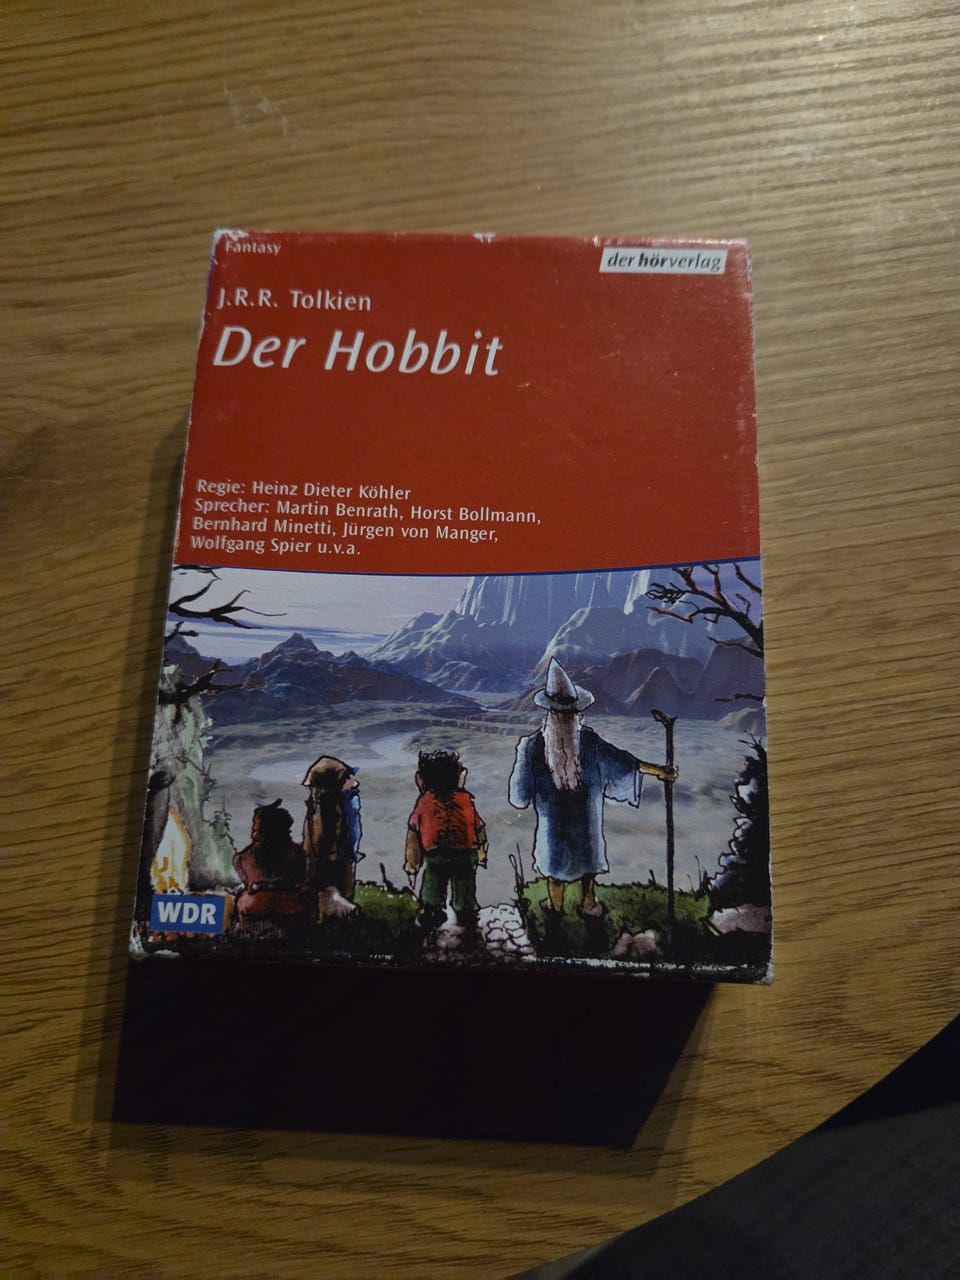 Fantasy
der hörverlag
J.R.R. Tolkien
Der Hobbit
Regie: Heinz Dieter Köhler
Sprecher: Martin Benrath, Horst Bollmann,
Bernhard Minetti, Jürgen von Manger,
Wolfgang Spier u.v.a.
WDR